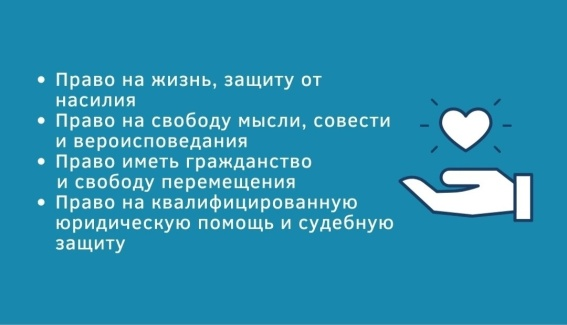 • Право на жизнь, защиту от
насилия
• Право на свободу мысли, совести
и вероисповедания
• Право иметь гражданство
и свободу перемещения
• Право на квалифицированную
юридическую помощь и судебную
защиту